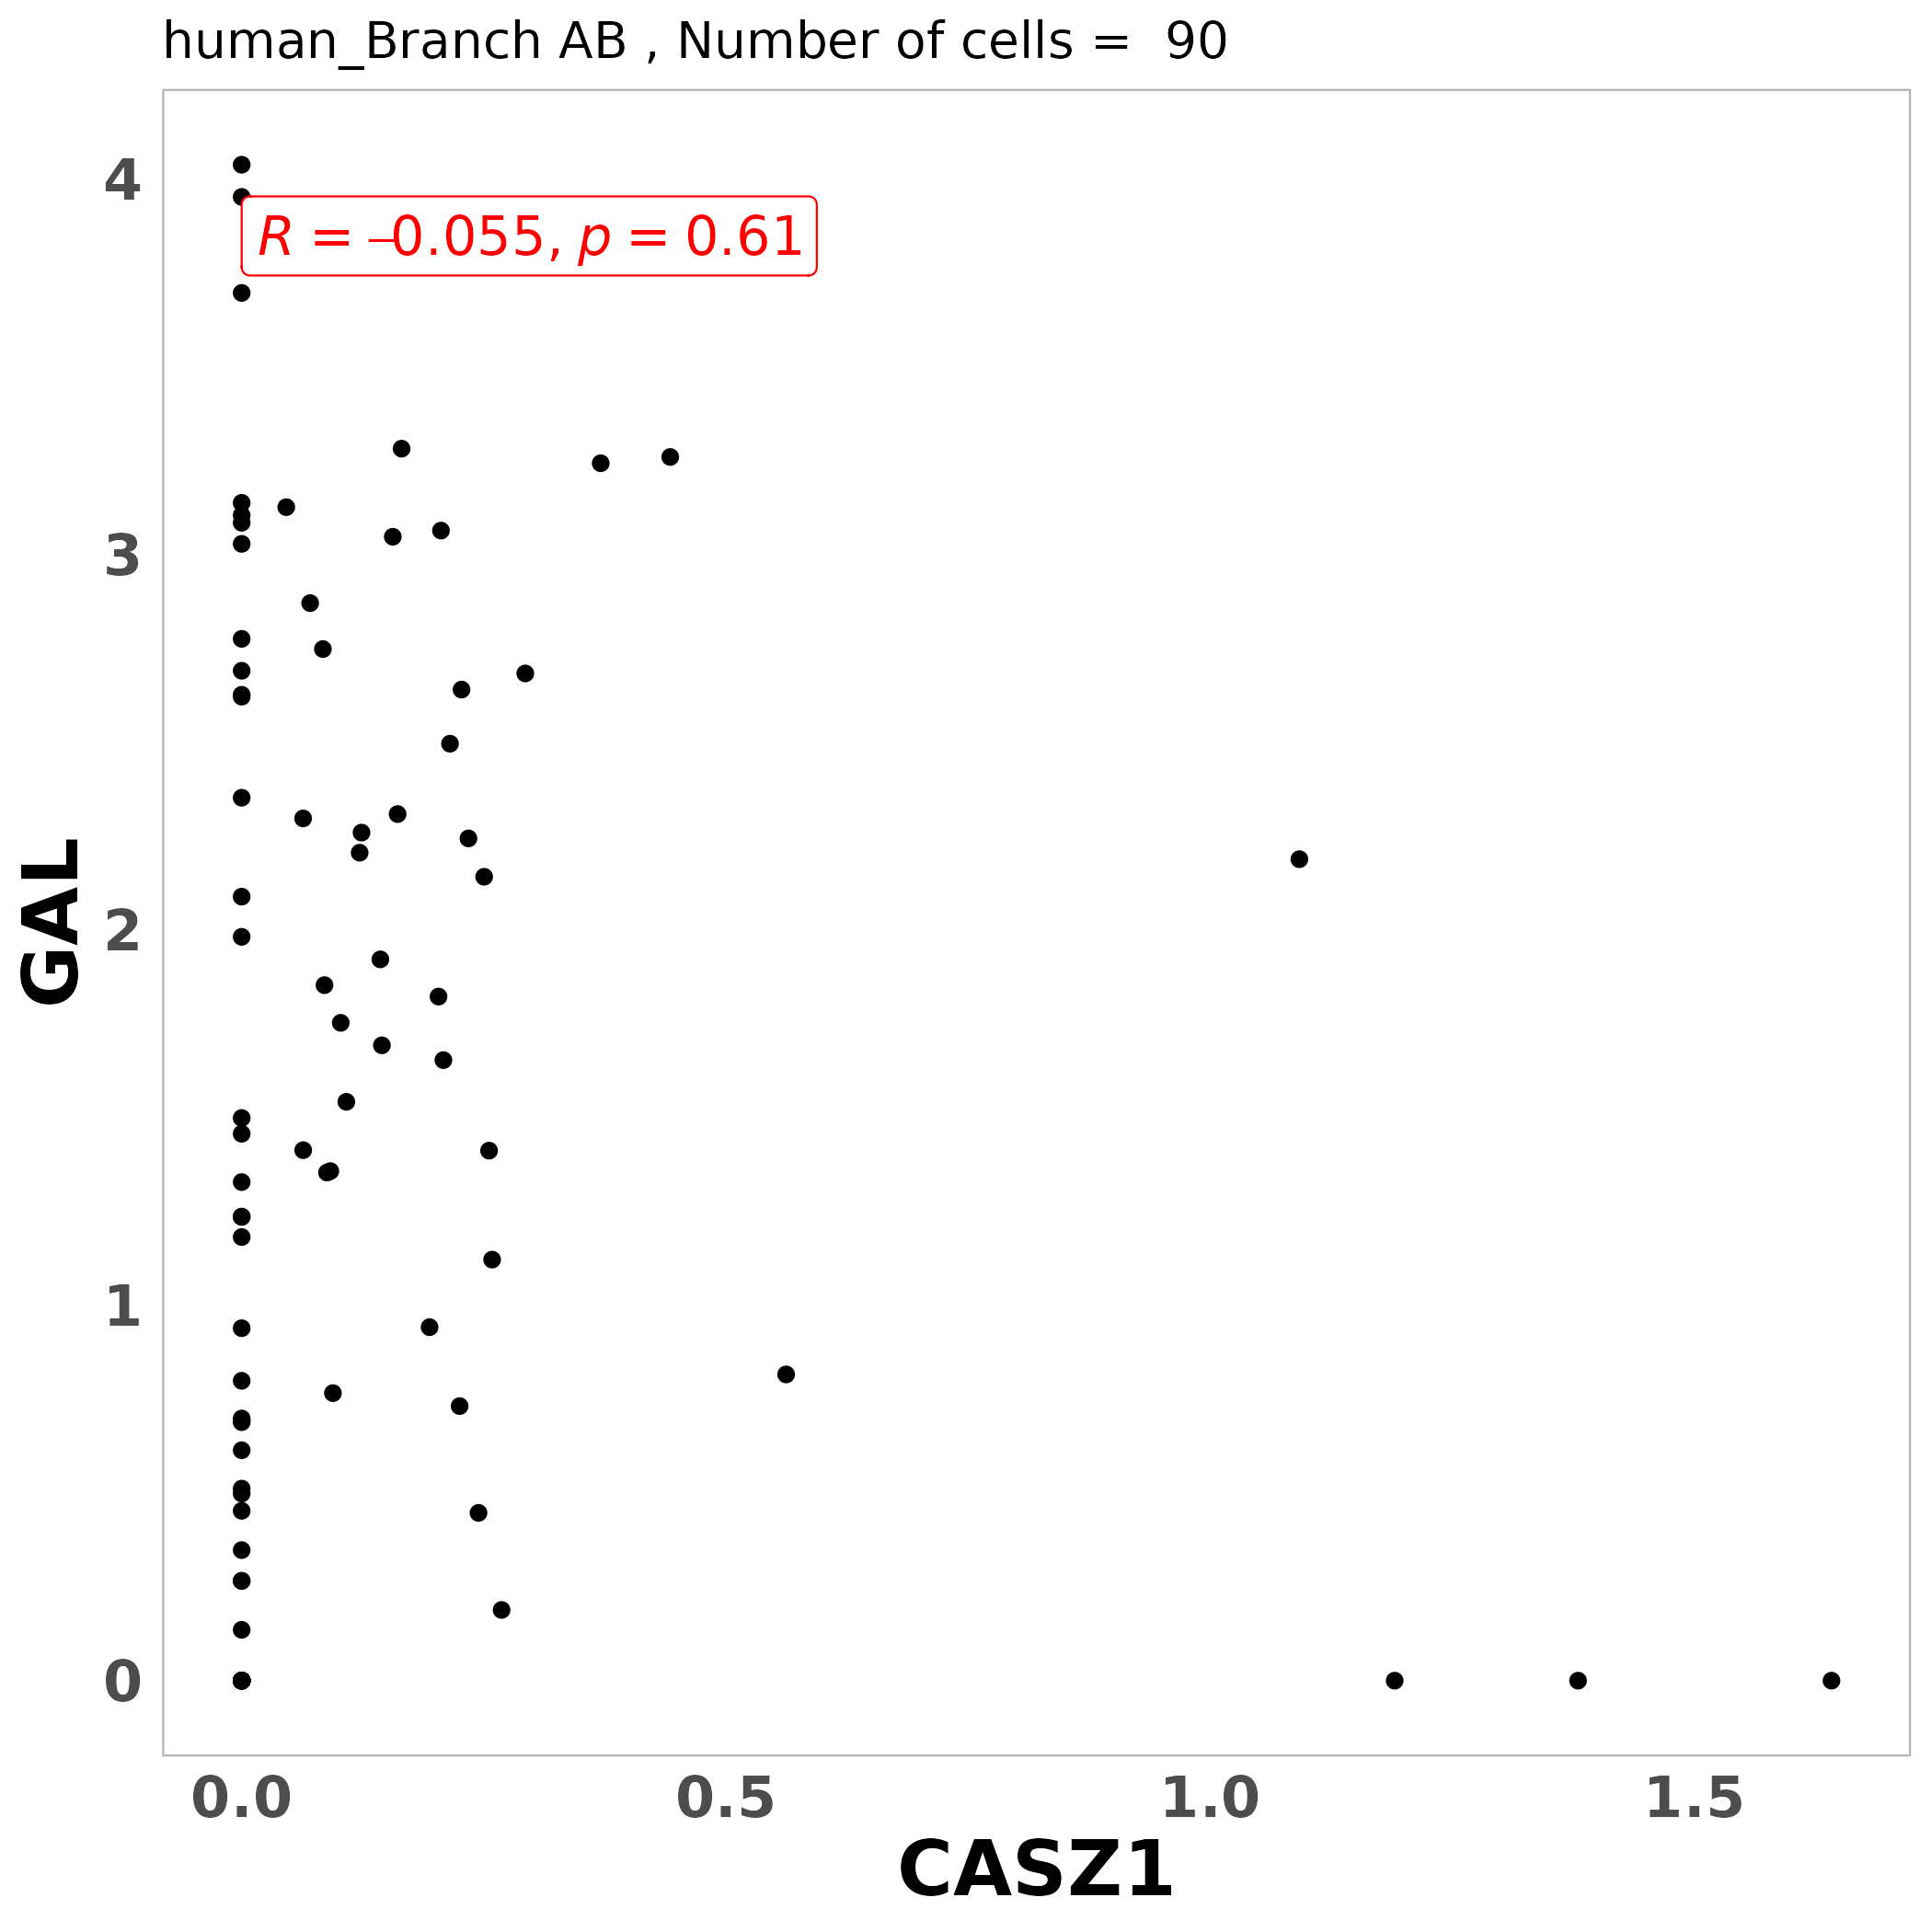 human_Branch AB , Number of cells =  90
4
R = –0.055, p = 0.61
3
GAL
2
1
0
0.0 0.5 1.0 1.5
CASZ1